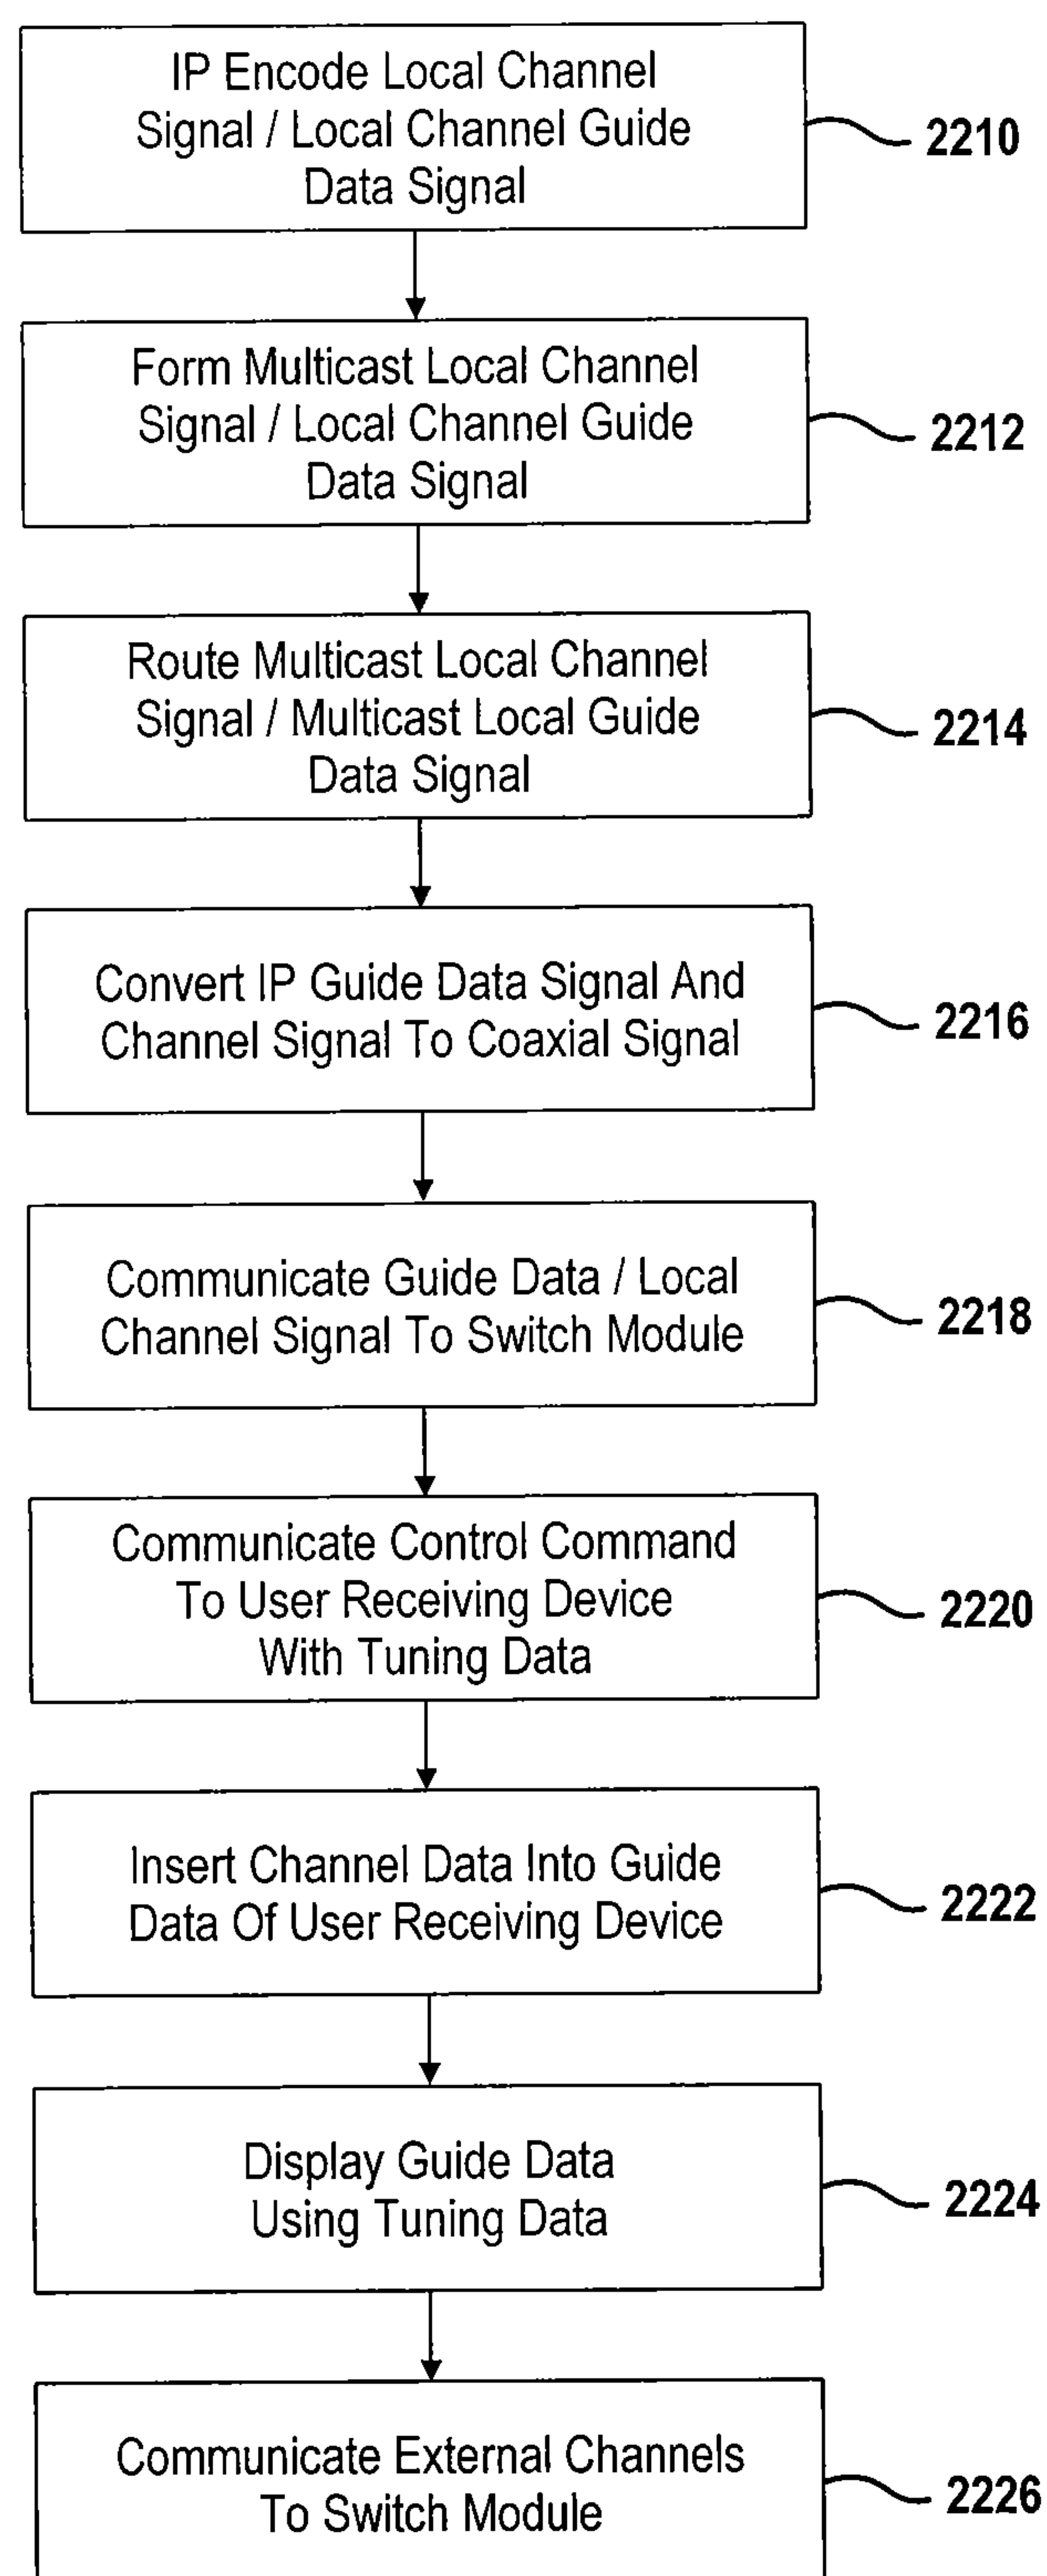 IP Encode Local Channel
Signal / Local Channel Guide
Data Signal
2210
Form Multicast Local Channel
Signal / Local Channel Guide
Data Signal
2212
Route Multicast Local Channel
Signal / Multicast Local Guide
Data Signal
2214
Convert IP Guide Data Signal And
Channel Signal To Coaxial Signal
2216
Communicate Guide Data / Local
Channel Signal To Switch Module
2218
Communicate Control Command
To User Receiving Device
With Tuning Data
2220
Insert Channel Data Into Guide
Data Of User Receiving Device
2222
Display Guide Data
Using Tuning Data
2224
Communicate External Channels
To Switch Module
2226